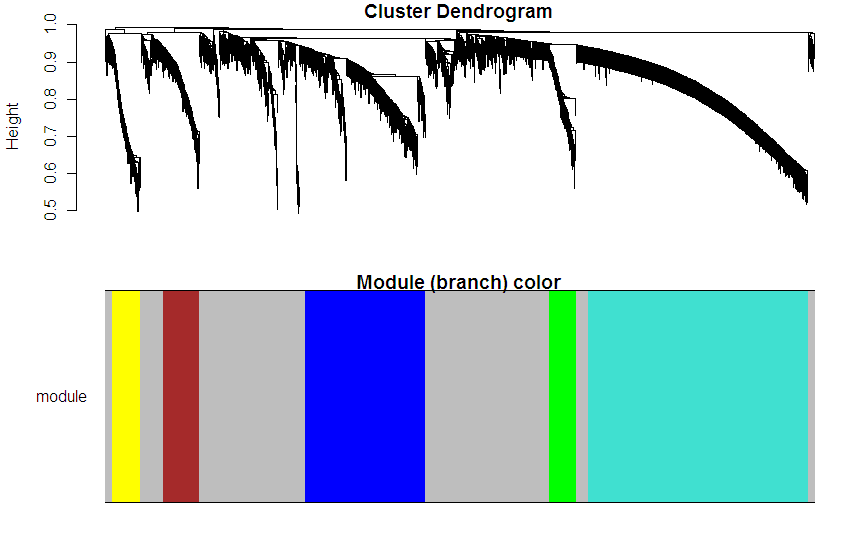 Cluster Dendrogram
Height
1.0
0.9
0.8
0.7
0.6
0.5
Module (branch) color
module